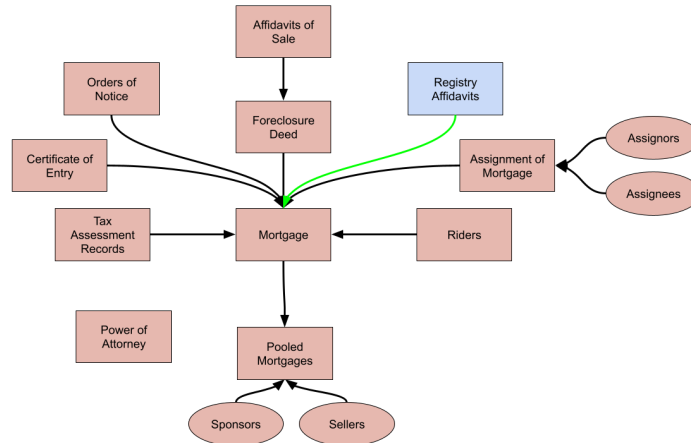 Affidavits of
Sale
Orders of
Notice
Registry
Affidavits
Foreclosure
Deed
Assignors
Certificate of
Entry
Assignment of
Mortgage
Assignees
Tax
Assessment
Records
Mortgage
Riders
Power of
Attorney
Pooled
Mortgages
Sponsors
Sellers